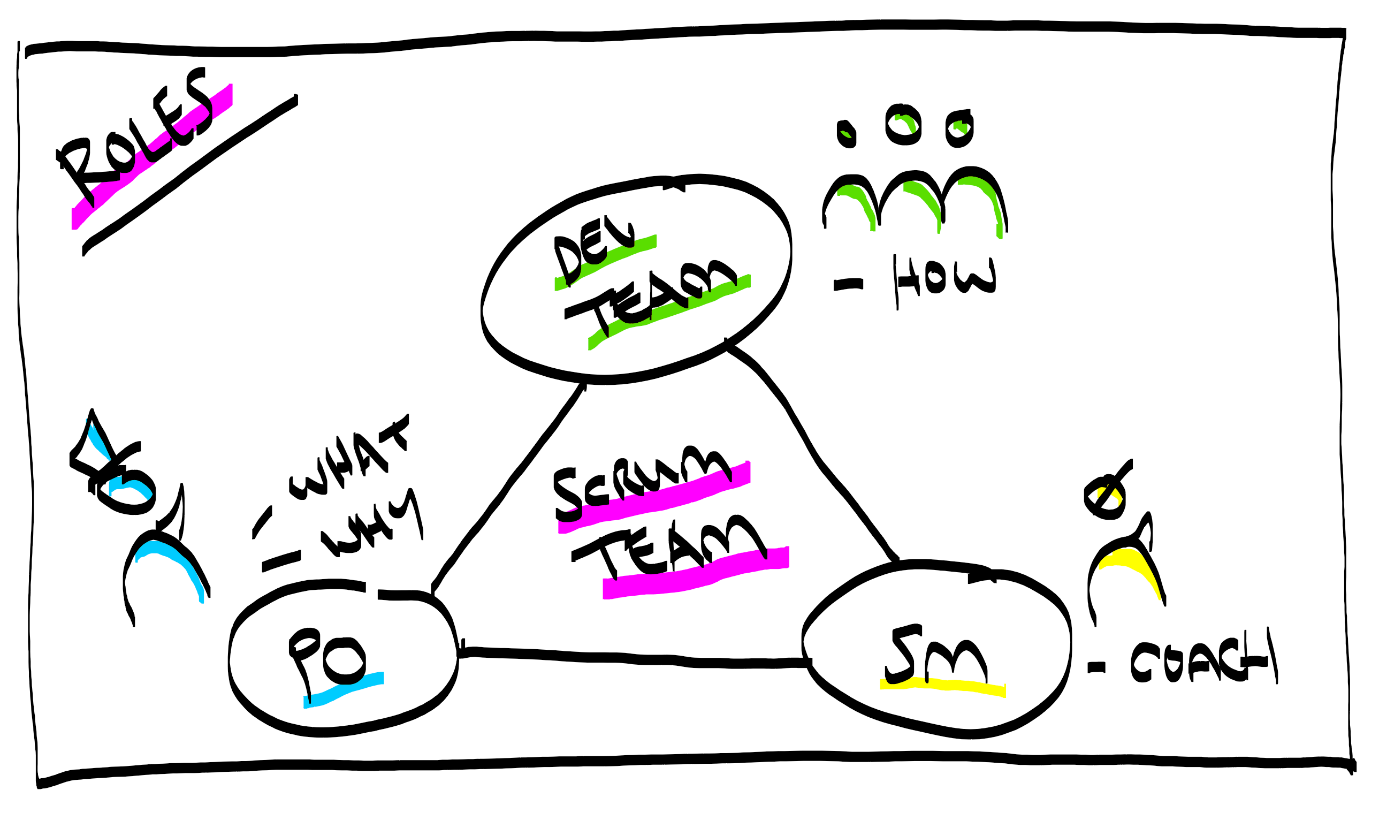 ROLES
DEV
TEAM
- HOW
- WHAT
- WHY
SCRUM
TEAM
PO
SM
- COACH